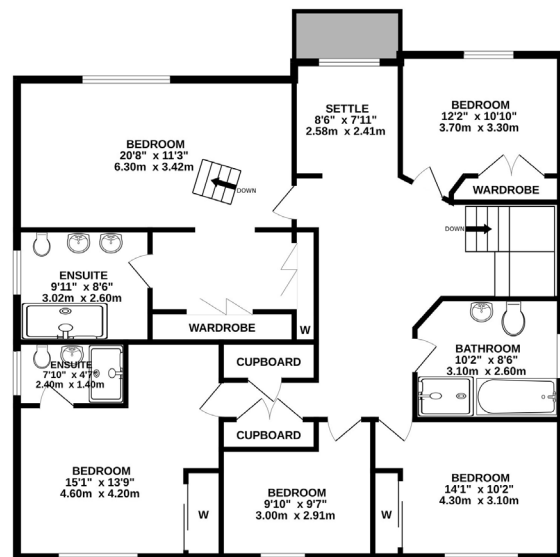 SETTLE
8'6" x 7'11"
2.58m x 2.41m
BEDROOM
12'2" x 10'10"
3.70m x 3.30m
WARDROBE
BEDROOM
20'8" x 11'3"
6.30m x 3.42m
DOWN
DOWN
ENSUITE
9'11" x 8'6"
3.02m x 2.60m
WARDROBE
W
ENSUITE
7'10" x 4'7"
2.40m x 1.40m
CUPBOARD
CUPBOARD
BATHROOM
10'2" x 8'6"
3.10m x 2.60m
BEDROOM
15'1" x 13'9"
4.60m x 4.20m
W
BEDROOM
9'10" x 9'7"
3.00m x 2.91m
W
BEDROOM
14'1" x 10'2"
4.30m x 3.10m